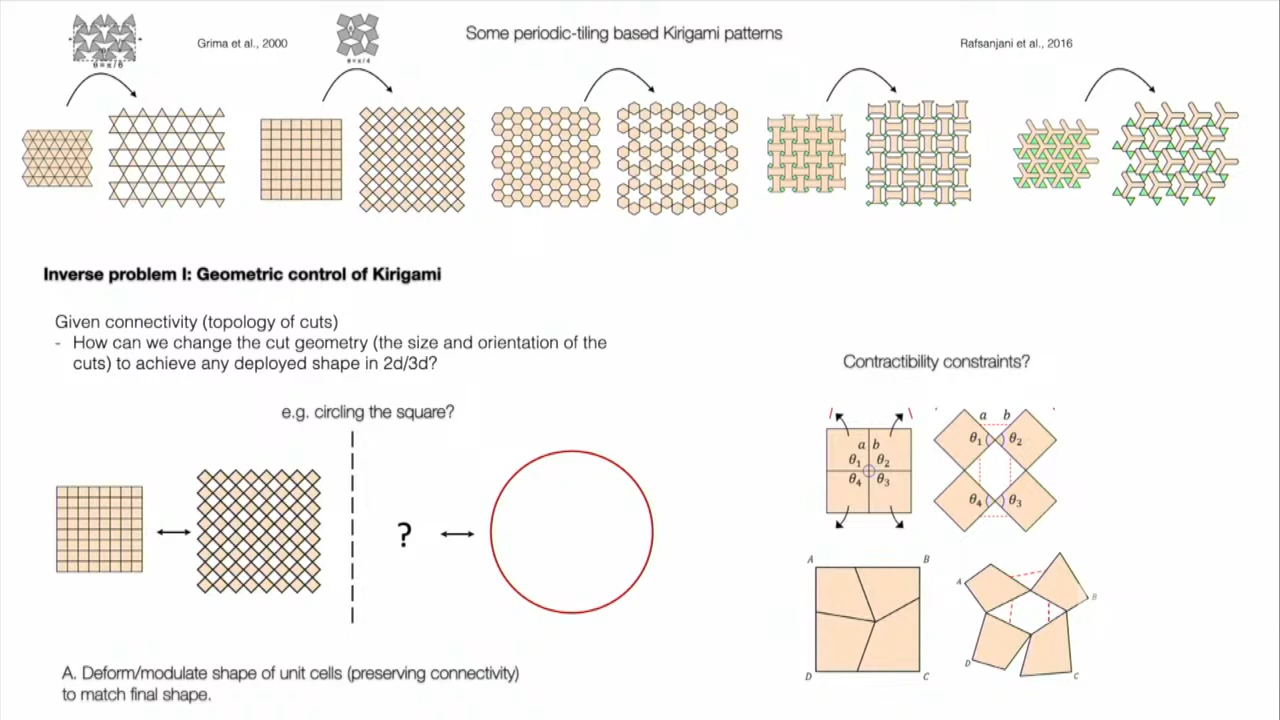 Some periodic-tiling based Kirigami patterns
Grima et al., 2000
Rafsanjani et al., 2016
θ=π/6
θ=π/4
Inverse problem I: Geometric control of Kirigami
Given connectivity (topology of cuts)
- How can we change the cut geometry (the size and orientation of the
cuts) to achieve any deployed shape in 2d/3d?
Contractibility constraints?
e.g. circling the square?
a b
θ1 θ2
θ4 θ3
a b
θ1 θ2
θ4 θ3
?
A B
D C
A
B
D
C
A. Deform/modulate shape of unit cells (preserving connectivity)
to match final shape.